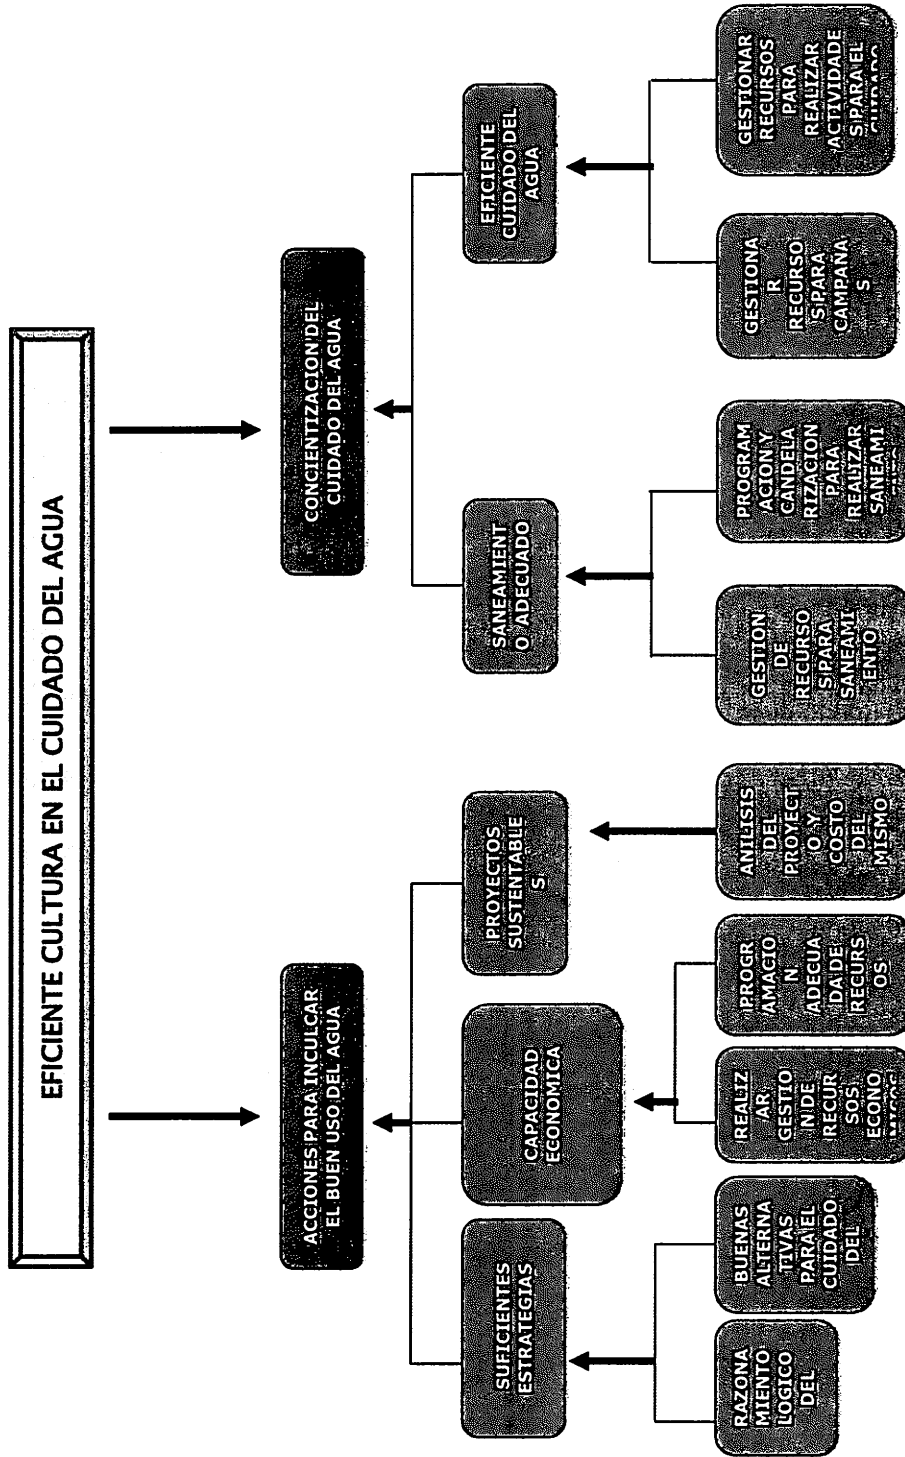 EFICIENTE CULTURA EN EL CUIDADO DEL AGUA
ACCIONES PARA INCULCAR
EL BUEN USO DEL AGUA
CONCIENTIZACION DEL
CUIDADO DEL AGUA
SUFICIENTES
ESTRATEGIAS
CAPACIDAD
ECONOMICA
PROYECTOS
SUSTENTABLE
S
SANEAMIENT
O ADECUADO
EFICIENTE
CUIDADO DEL
AGUA
RAZONA
MIENTO
LOGICO
DEL
BUENAS
ALTERNA
TIVAS
PARA EL
CUIDADO
DEL
REALIZ
AR
GESTIO
N DE
RECUR
SOS
ECONO
PROGR
AMACIO
N
ADECUA
DA DE
RECURS
OS
ANILISIS
DEL
PROYECT
O Y
COSTO
DEL
MISMO
GESTION
DE
RECURSO
S PARA
SANEAMI
ENTO
PROGRAM
ACION Y
CANDELA
RIZACION
PARA
REALIZAR
SANEAMI
GESTIONA
R
RECURSO
S PARA
CAMPAÑA
S
GESTIONAR
RECURSOS
PARA
REALIZAR
ACTIVIDADE
S PARA EL